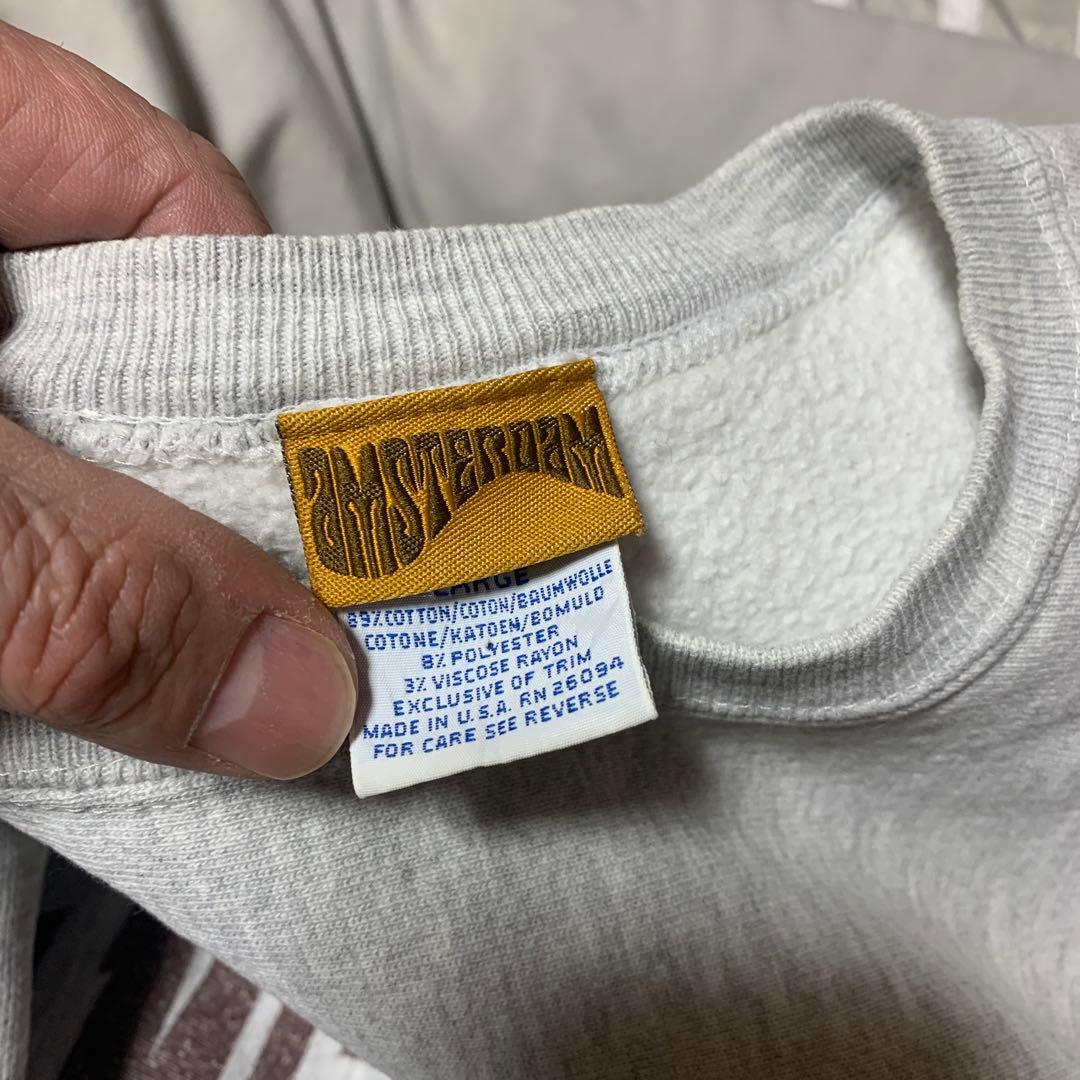 AMSTERDAM
LARGE
89% COTTON/COTON/BAUMWOLLE
COTONE/KATOEN/BOMULD
8% POLYESTER
3% VISCOSE RAYON
EXCLUSIVE OF TRIM
MADE IN U.S.A. RN 26094
FOR CARE SEE REVERSE